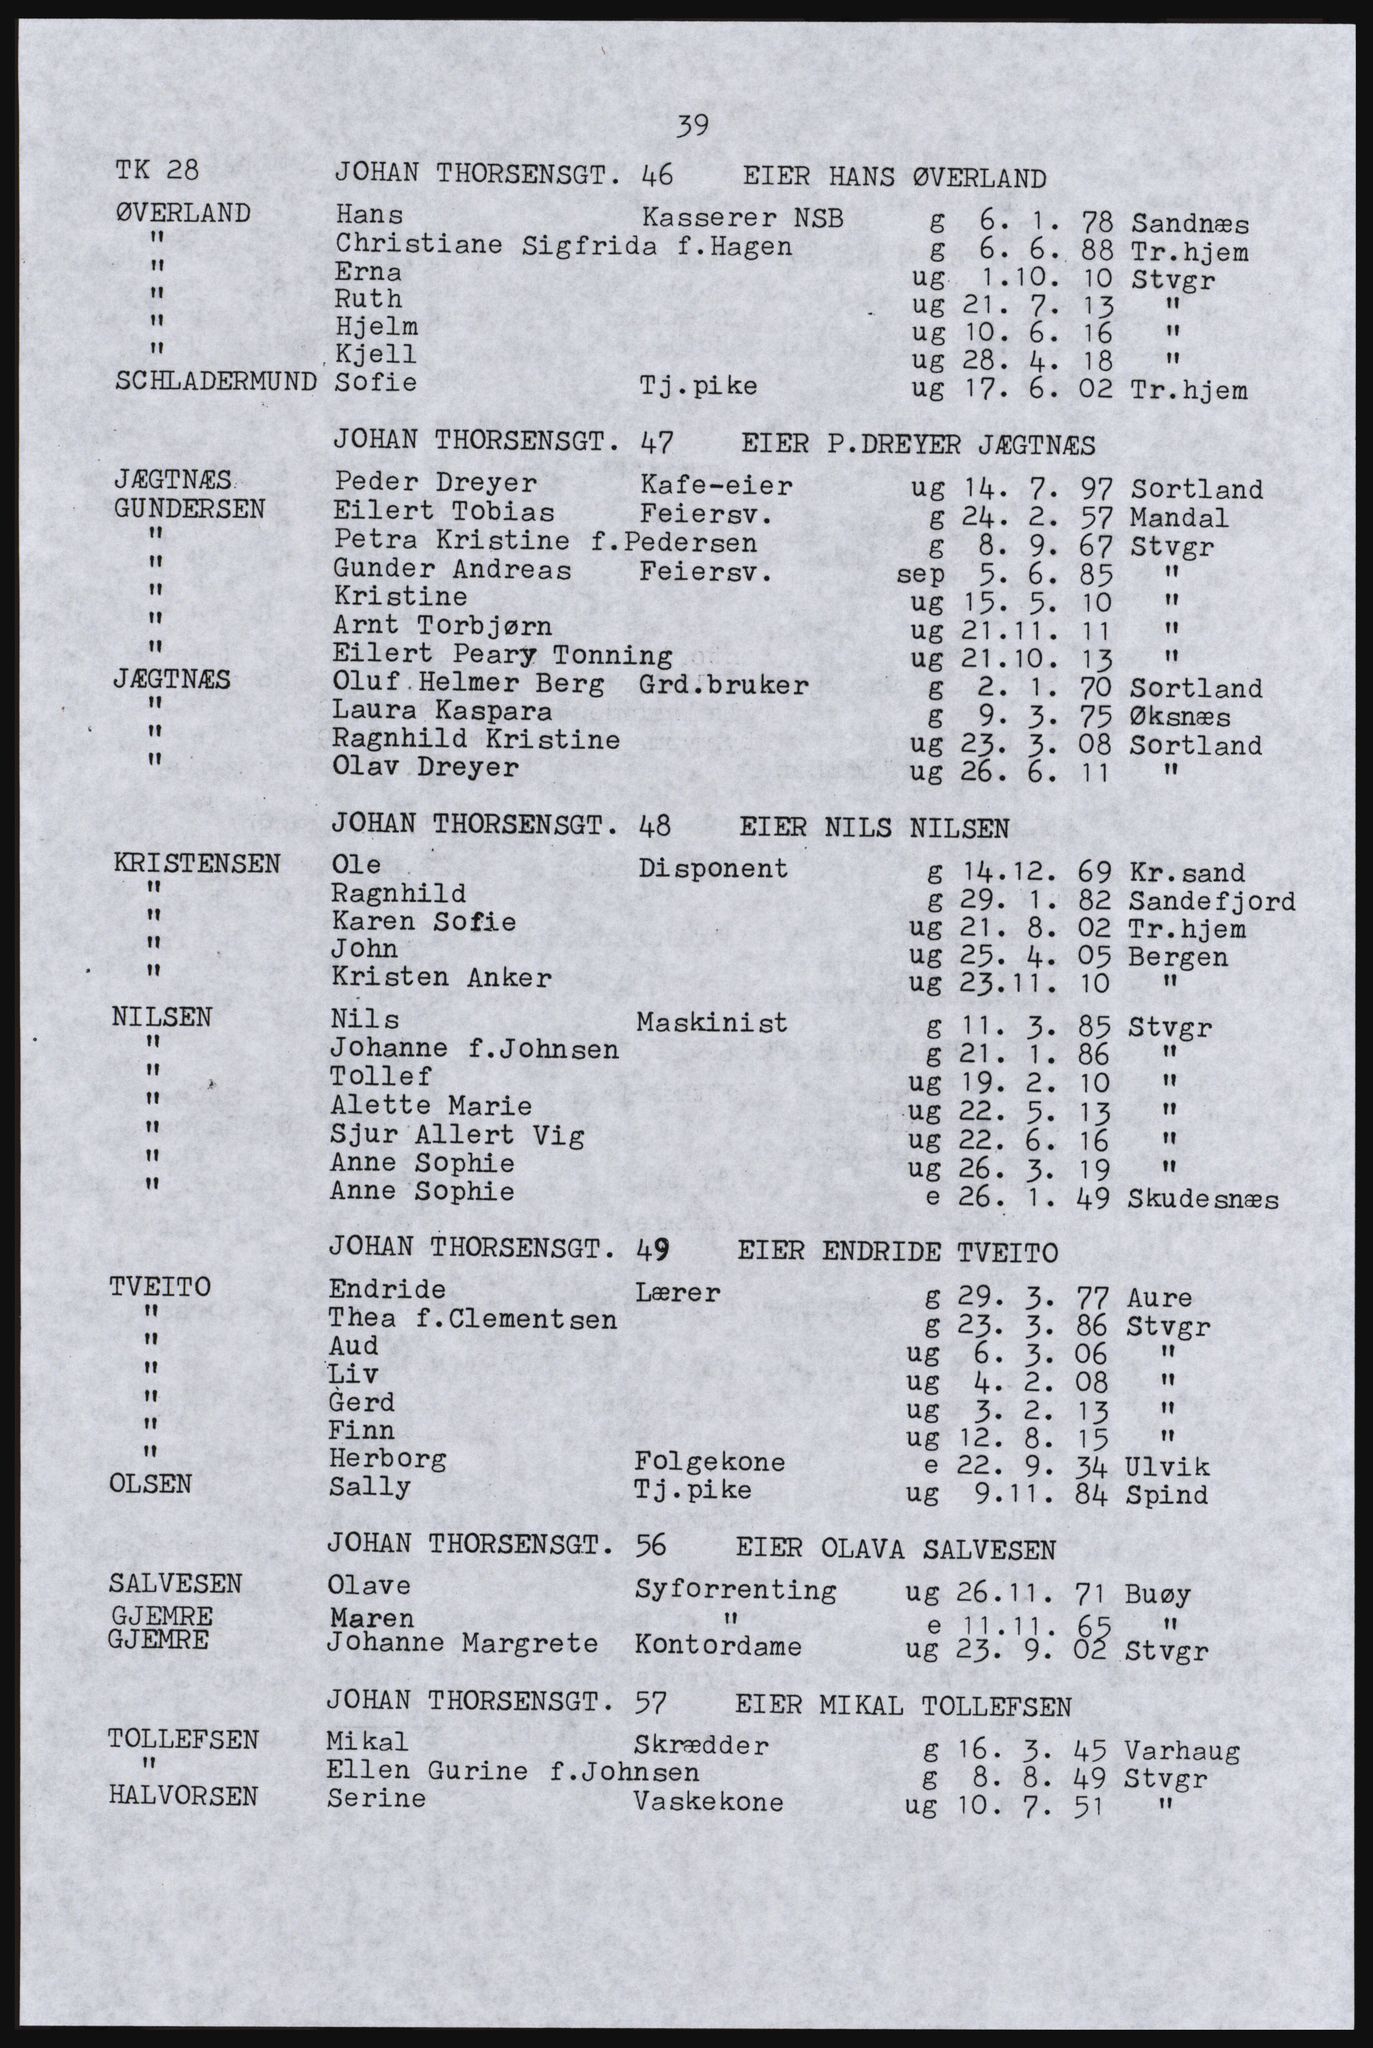 39
TK 28 JOHAN THORSENSGT. 46 EIER HANS ØVERLAND
ØVERLAND Hans Kasserer NSB g 6. 1. 78 Sandnæs
" Christiane Sigfrida f.Hagen g 6. 6. 88 Tr.hjem
" Erna ug 1.10. 10 Stvgr
" Ruth ug 21. 7. 13 "
" Hjelm ug 10. 6. 16 "
" Kjell ug 28. 4. 18 "
SCHLADERMUND Sofie Tj.pike ug 17. 6. 02 Tr.hjem
JOHAN THORSENSGT. 47 EIER P.DREYER JÆGTNÆS
JÆGTNÆS Peder Dreyer Kafe-eier ug 14. 7. 97 Sortland
GUNDERSEN Eilert Tobias Feiersv. g 24. 2. 57 Mandal
" Petra Kristine f.Pedersen g 8. 9. 67 Stvgr
" Gunder Andreas Feiersv. sep 5. 6. 85 "
" Kristine ug 15. 5. 10 "
" Arnt Torbjørn ug 21.11. 11 "
" Eilert Peary Tonning ug 21.10. 13 "
JÆGTNÆS Oluf Helmer Berg Grd.bruker g 2. 1. 70 Sortland
" Laura Kaspara g 9. 3. 75 Øksnæs
" Ragnhild Kristine ug 23. 3. 08 Sortland
" Olav Dreyer ug 26. 6. 11 "
JOHAN THORSENSGT. 48 EIER NILS NILSEN
KRISTENSEN Ole Disponent g 14.12. 69 Kr.sand
" Ragnhild g 29. 1. 82 Sandefjord
" Karen Sofie ug 21. 8. 02 Tr.hjem
" John ug 25. 4. 05 Bergen
" Kristen Anker ug 23.11. 10 "
NILSEN Nils Maskinist g 11. 3. 85 Stvgr
" Johanne f.Johnsen g 21. 1. 86 "
" Tollef ug 19. 2. 10 "
" Alette Marie ug 22. 5. 13 "
" Sjur Allert Vig ug 22. 6. 16 "
" Anne Sophie ug 26. 3. 19 "
" Anne Sophie e 26. 1. 49 Skudesnæs
JOHAN THORSENSGT. 49 EIER ENDRIDE TVEITO
TVEITO Endride Lærer g 29. 3. 77 Aure
" Thea f.Clementsen g 23. 3. 86 Stvgr
" Aud ug 6. 3. 06 "
" Liv ug 4. 2. 08 "
" Gerd ug 3. 2. 13 "
" Finn ug 12. 8. 15 "
" Herborg Folgekone e 22. 9. 34 Ulvik
OLSEN Sally Tj.pike ug 9.11. 84 Spind
JOHAN THORSENSGT. 56 EIER OLAVA SALVESEN
SALVESEN Olave Syforrenting ug 26.11. 71 Buøy
GJEMRE Maren " e 11.11. 65 "
GJEMRE Johanne Margrete Kontordame ug 23. 9. 02 Stvgr
JOHAN THORSENSGT. 57 EIER MIKAL TOLLEFSEN
TOLLEFSEN Mikal Skrædder g 16. 3. 45 Varhaug
" Ellen Gurine f.Johnsen g 8. 8. 49 Stvgr
HALVORSEN Serine Vaskekone ug 10. 7. 51 "